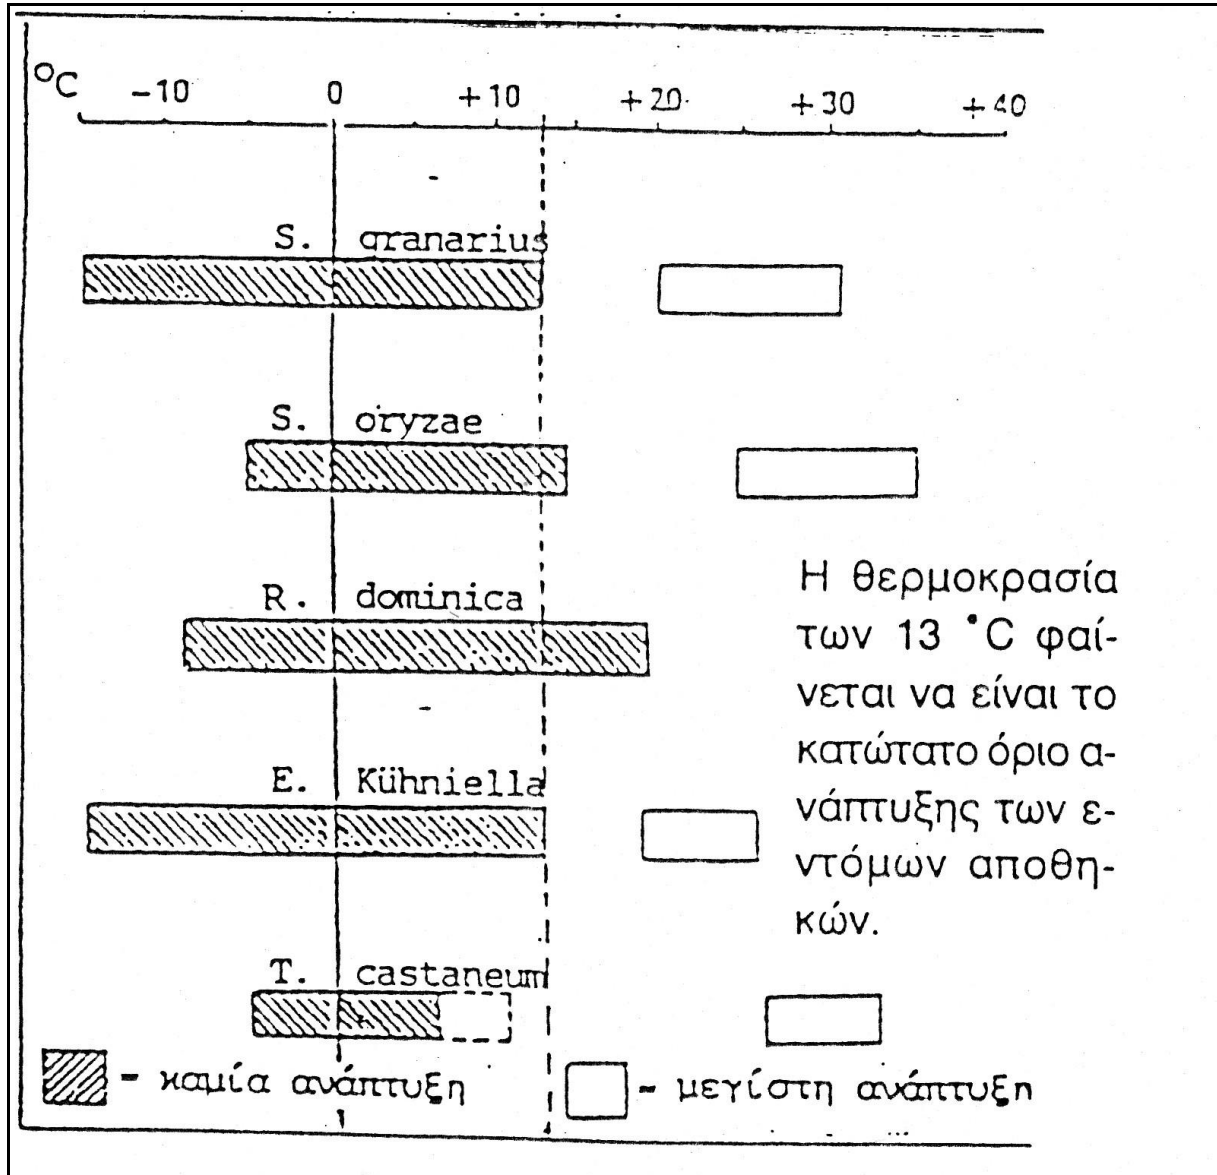 °C -10 0 +10 +20 +30 +40
S. granarius
S. oryzae
R. dominica
Η θερμοκρασία
των 13 °C φαί-
νεται να είναι το
κατώτατο όριο α-
νάπτυξης των ε-
ντόμων αποθη-
κών.
E. Kühniella
T. castaneum
- καμία ανάπτυξη
- μεγίστη ανάπτυξη